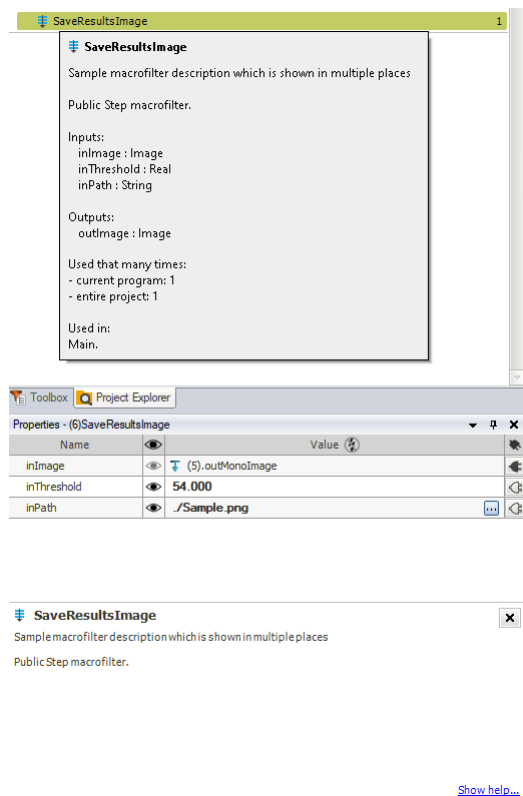 SaveResultsImage 1
SaveResultsImage
Sample macrofilter description which is shown in multiple places
Public Step macrofilter.
Inputs:
inImage : Image
inThreshold : Real
inPath : String
Outputs:
outImage : Image
Used that many times:
- current program: 1
- entire project: 1
Used in:
Main.
Toolbox Project Explorer
Properties - (6)SaveResultsImage
Name Value
inImage (5).outMonoImage
inThreshold 54.000
inPath ./Sample.png ...
SaveResultsImage
Sample macrofilter description which is shown in multiple places
Public Step macrofilter.
Show help...